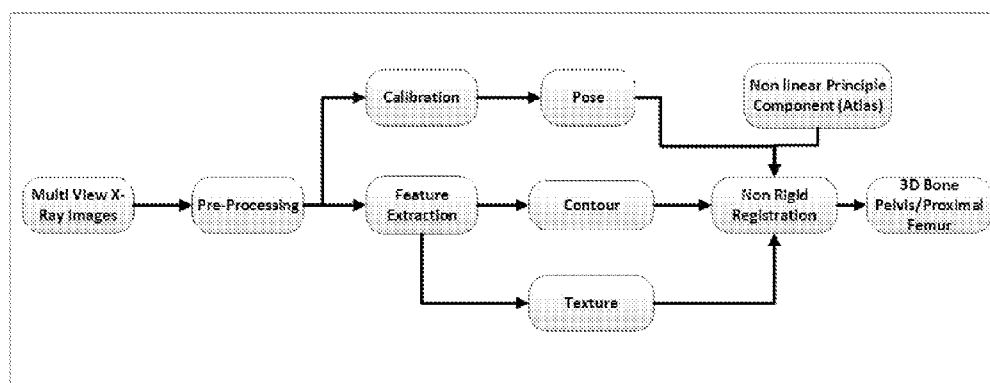 Calibration
Pose
Non linear Principle
Component (Atlas)
Multi View X-
Ray Images
Pre-Processing
Feature
Extraction
Contour
Non Rigid
Registration
3D Bone
Pelvis/Proximal
Femur
Texture